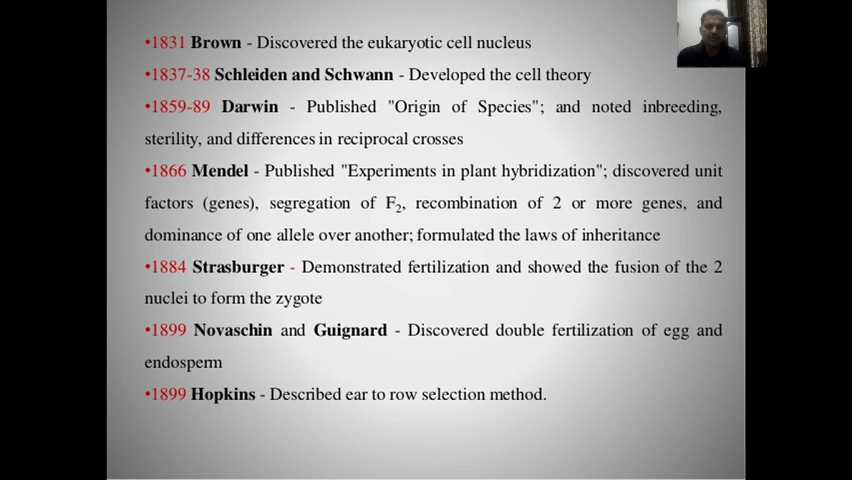 •1831 Brown - Discovered the eukaryotic cell nucleus
•1837-38 Schleiden and Schwann - Developed the cell theory
•1859-89 Darwin - Published "Origin of Species"; and noted inbreeding,
sterility, and differences in reciprocal crosses
•1866 Mendel - Published "Experiments in plant hybridization"; discovered unit
factors (genes), segregation of F2, recombination of 2 or more genes, and
dominance of one allele over another; formulated the laws of inheritance
•1884 Strasburger - Demonstrated fertilization and showed the fusion of the 2
nuclei to form the zygote
•1899 Novaschin and Guignard - Discovered double fertilization of egg and
endosperm
•1899 Hopkins - Described ear to row selection method.